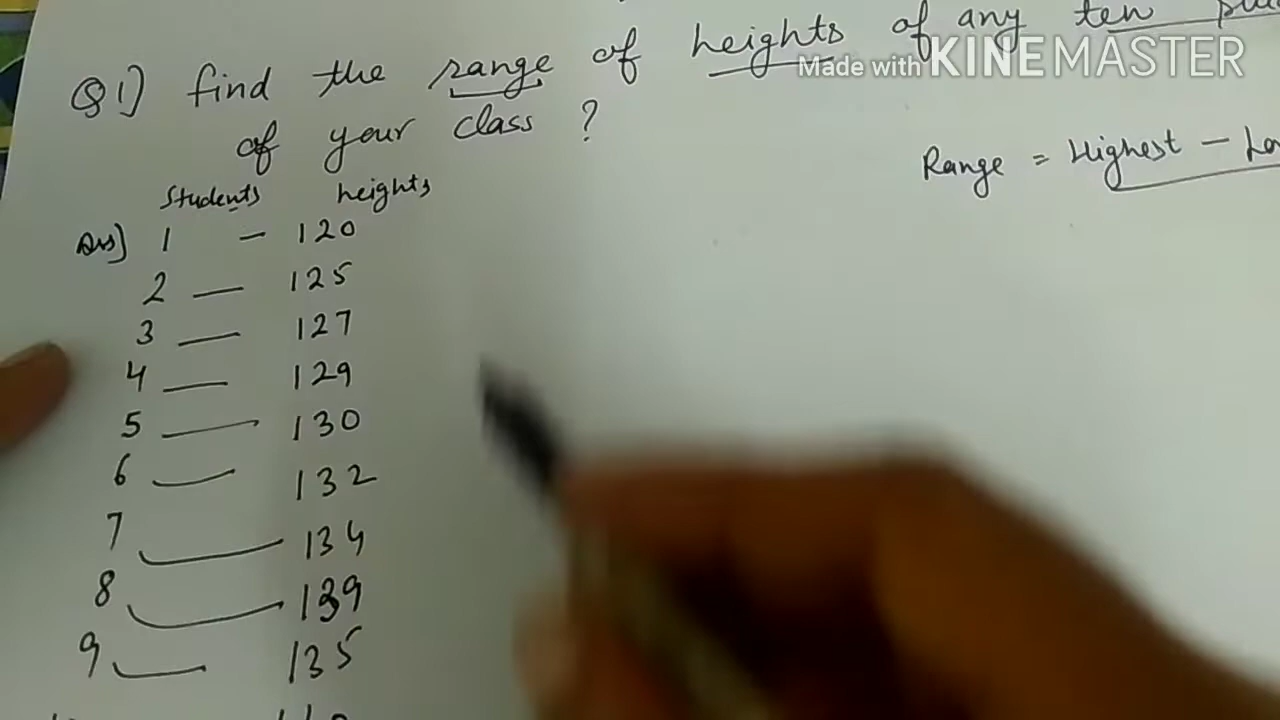 Q1) find the range of heights of any ten
of your class ?
Made with KINEMASTER
Range = Highest -
Students heights
Ans) 1 - 120
2 — 125
3 — 127
4 — 129
5 — 130
6 — 132
7 — 134
8 — 139
9 — 135